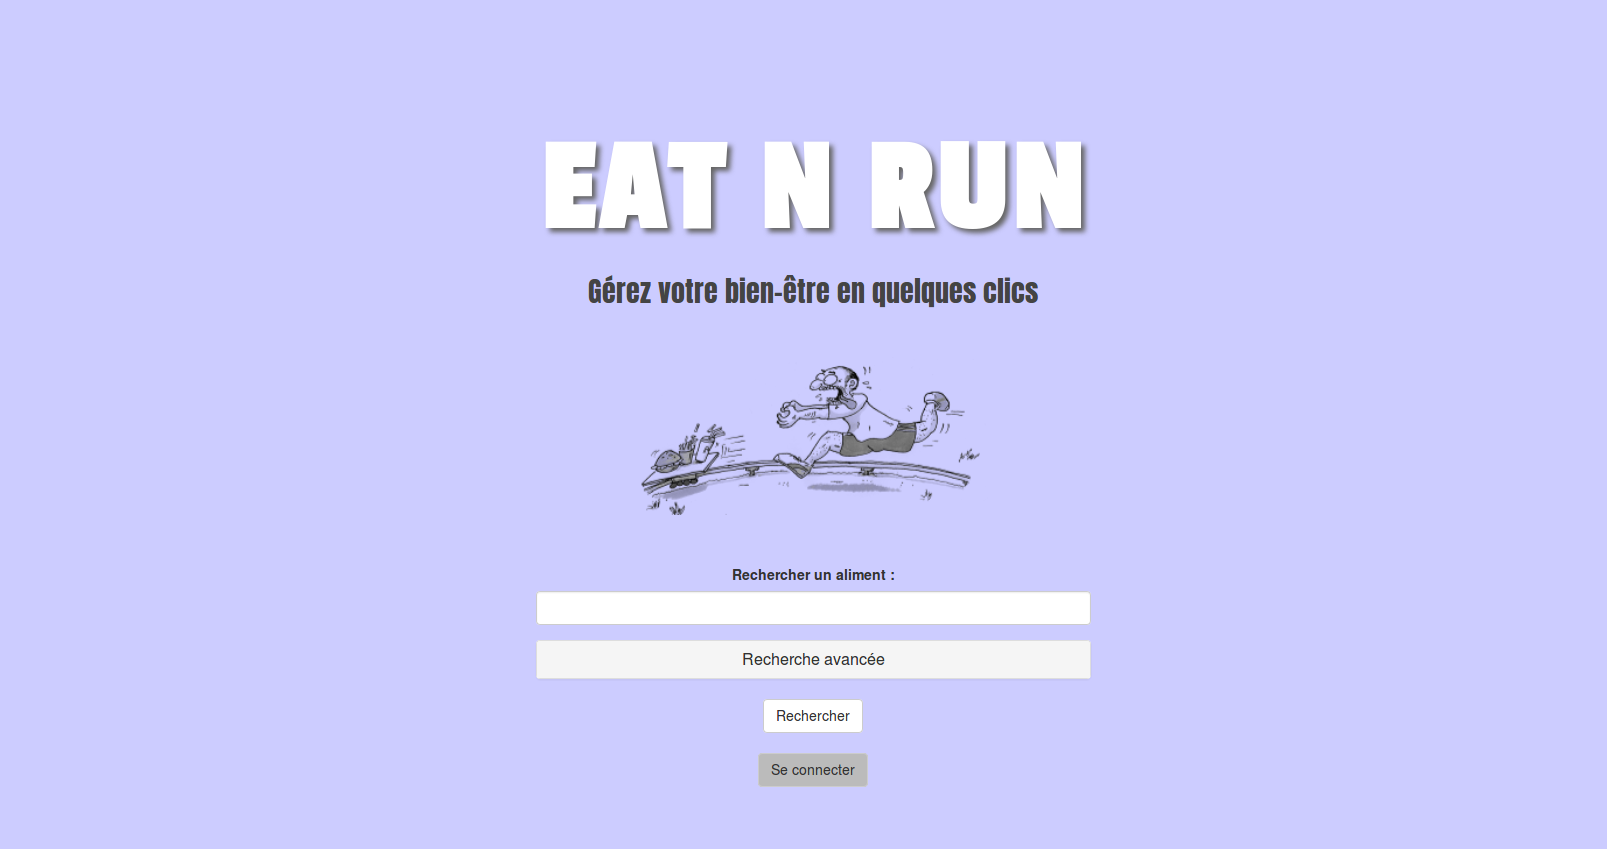 EAT N RUN
Gérez votre bien-être en quelques clics
Rechercher un aliment :
Recherche avancée
Rechercher
Se connecter